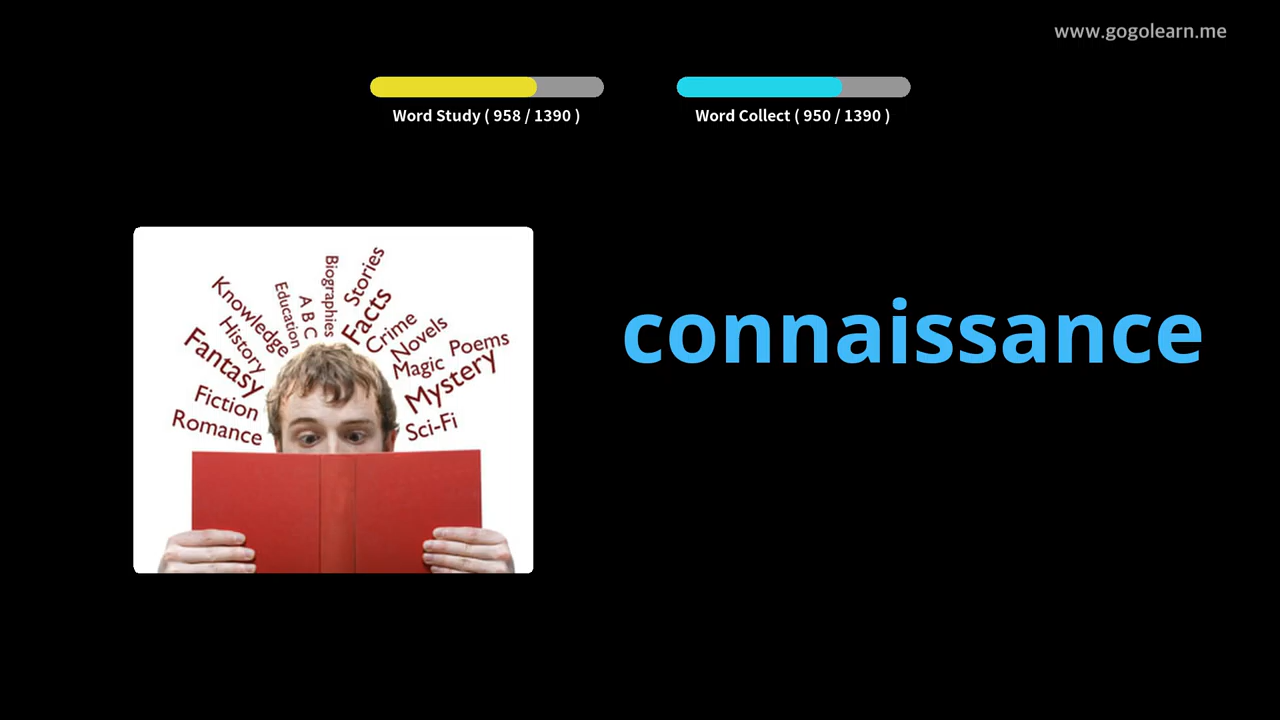 www.gogolearn.me
Word Study ( 958 / 1390 )
Word Collect ( 950 / 1390 )
connaissance
Romance
Fiction
Fantasy
History
Knowledge
Education
A B C
Biographies
Stories
Facts
Crime
Novels
Magic
Poems
Mystery
Sci-Fi